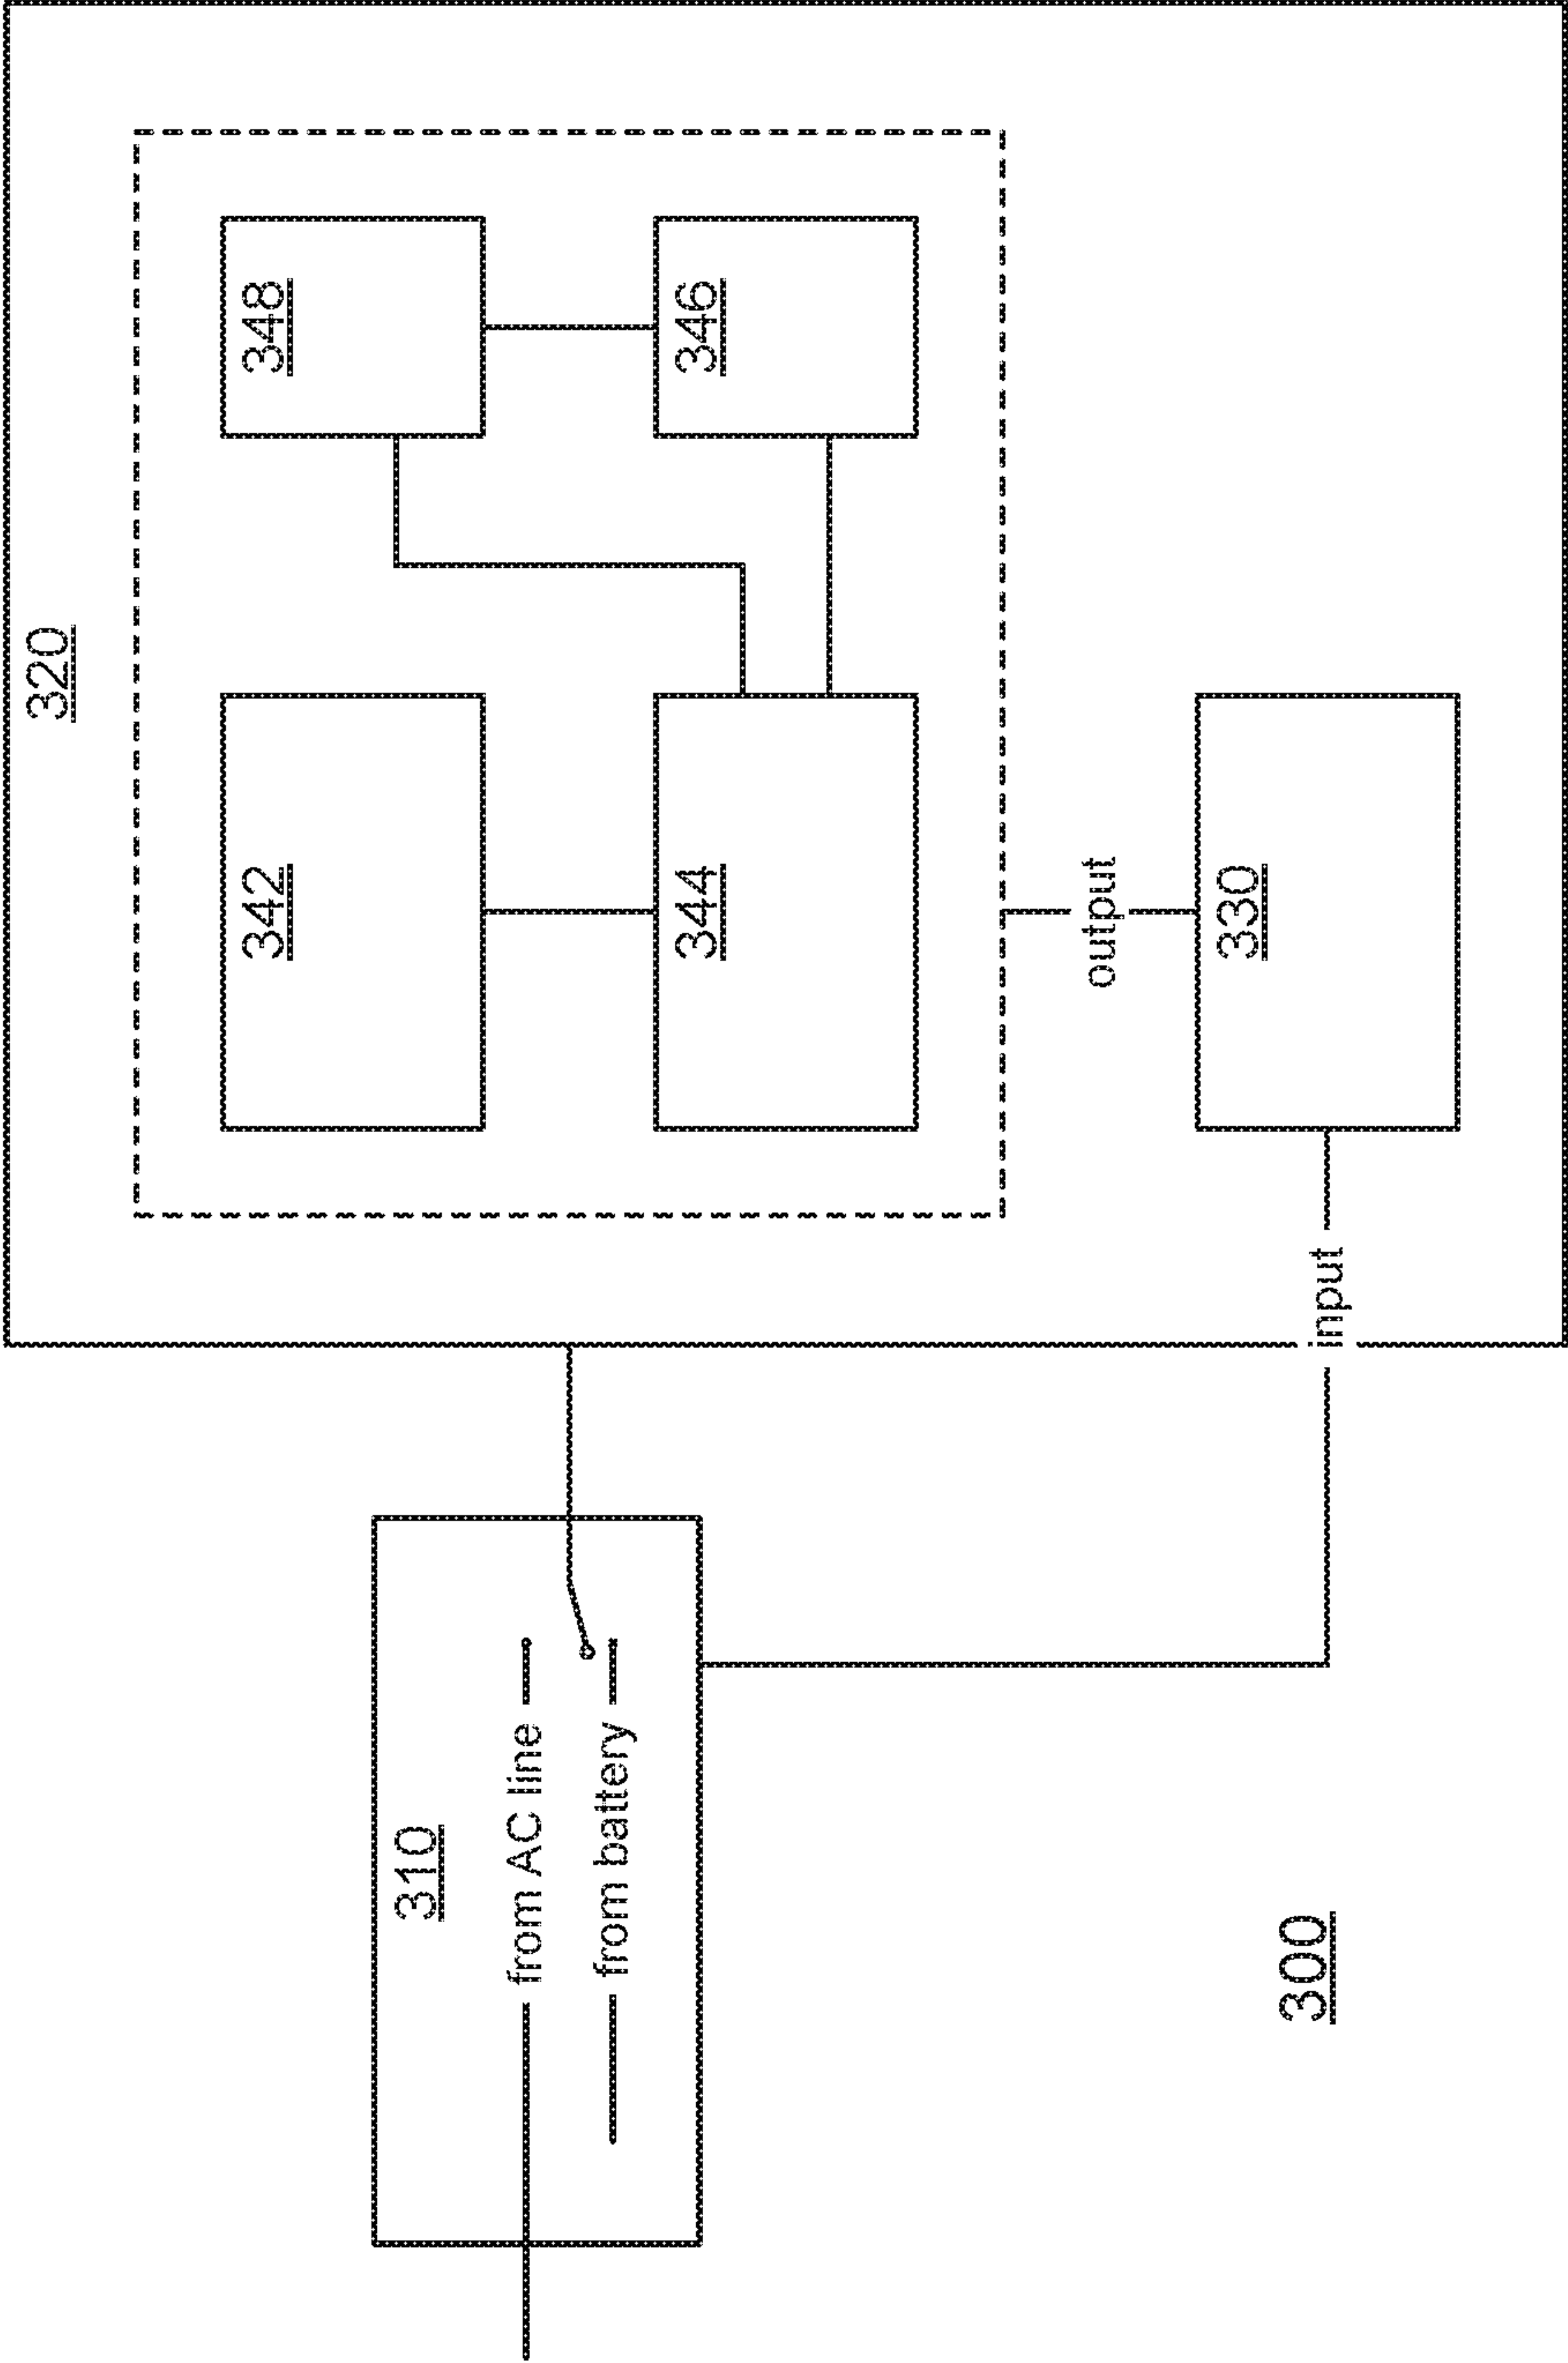 320
342
348
310
from AC line
from battery
344
346
output
300
input
330